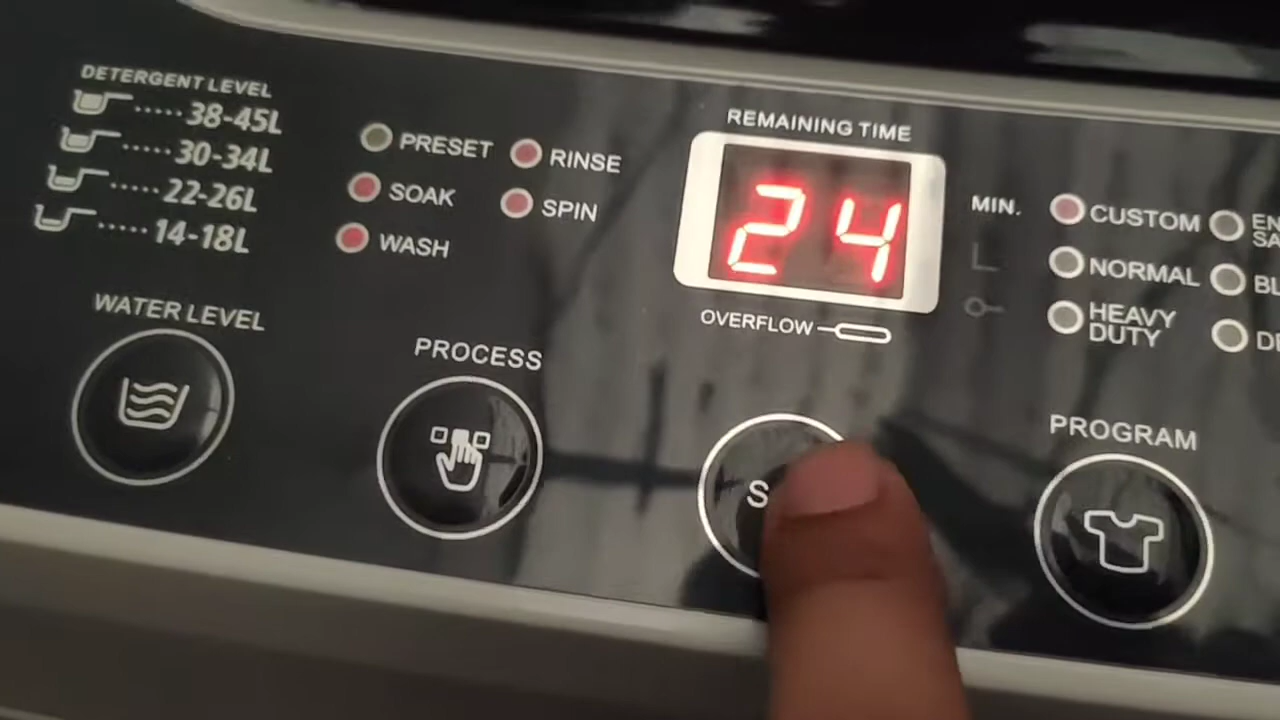 DETERGENT LEVEL
38-45L
30-34L
22-26L
14-18L
WATER LEVEL
PRESET
SOAK
WASH
RINSE
SPIN
PROCESS
REMAINING TIME
24
MIN.
OVERFLOW
CUSTOM
NORMAL
HEAVY
DUTY
PROGRAM